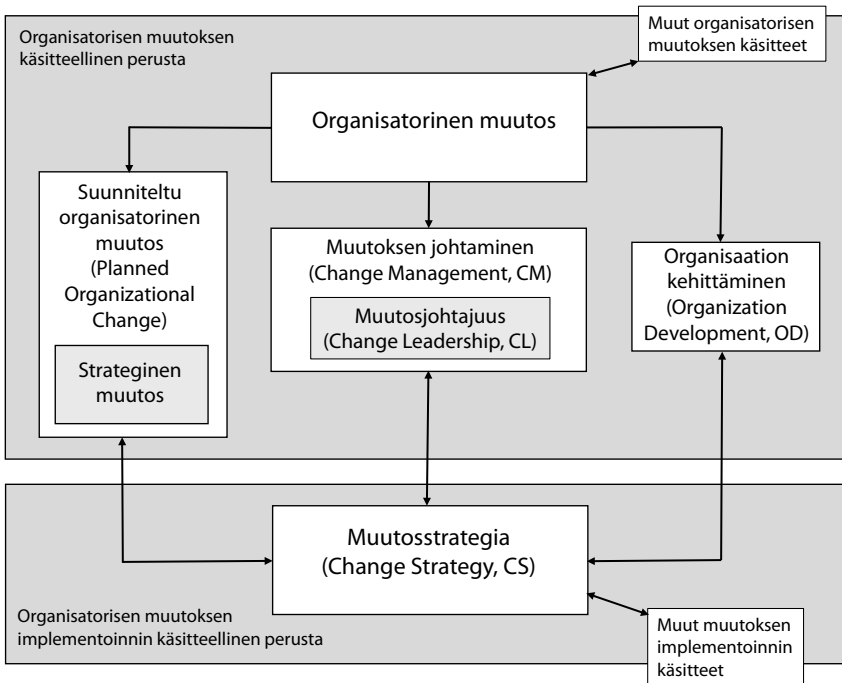 Organisatorisen muutoksen
käsitteellinen perusta
Muut organisatorisen
muutoksen käsitteet
Organisatorinen muutos
Suunniteltu
organisatorinen
muutos
(Planned
Organizational
Change)
Strateginen
muutos
Muutoksen johtaminen
(Change Management, CM)
Muutosjohtajuus
(Change Leadership, CL)
Organisaation
kehittäminen
(Organization
Development, OD)
Muutosstrategia
(Change Strategy, CS)
Organisatorisen muutoksen
implementoinnin käsitteellinen perusta
Muut muutoksen
implementoinnin
käsitteet